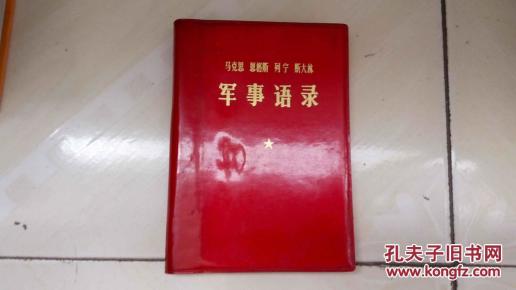 马克思 恩格斯 列宁 斯大林
军事语录
孔夫子旧书网
www.kongfz.com